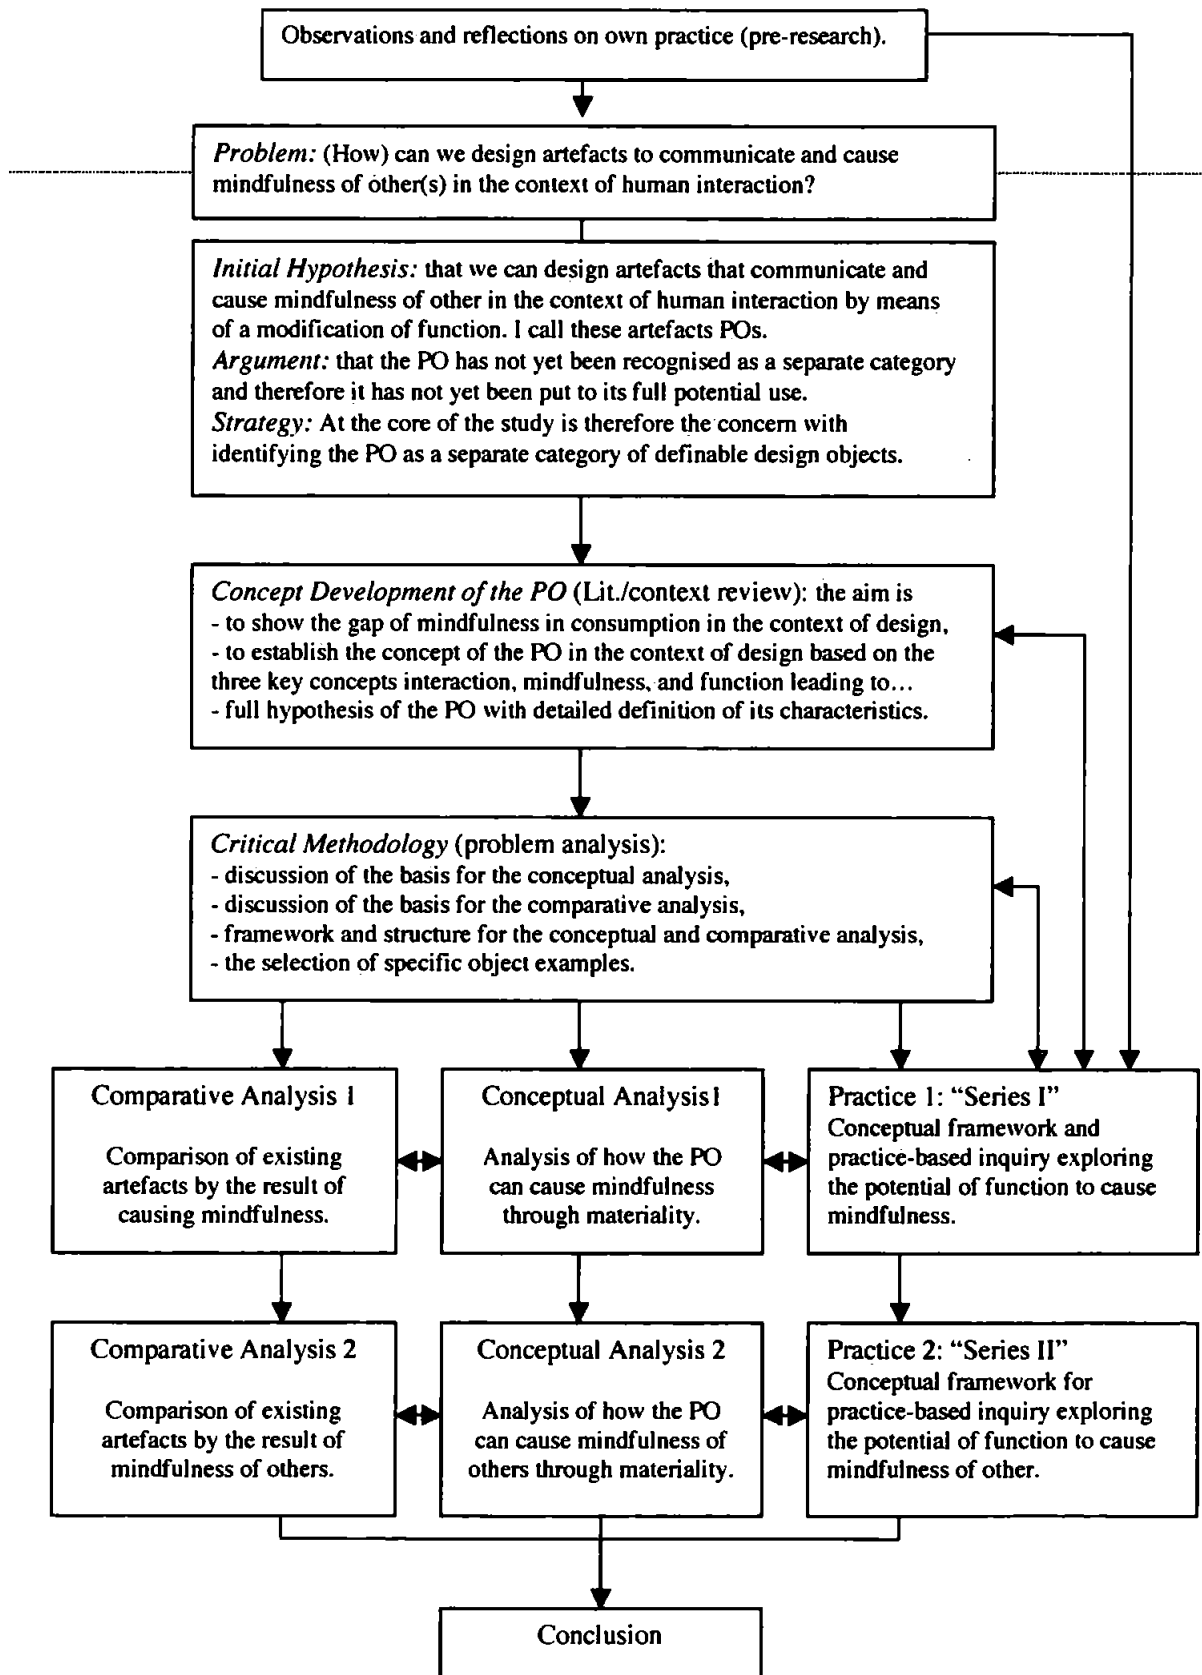 Observations and reflections on own practice (pre-research).
Problem: (How) can we design artefacts to communicate and cause
mindfulness of other(s) in the context of human interaction?
Initial Hypothesis: that we can design artefacts that communicate and
cause mindfulness of other in the context of human interaction by means
of a modification of function. I call these artefacts POs.
Argument: that the PO has not yet been recognised as a separate category
and therefore it has not yet been put to its full potential use.
Strategy: At the core of the study is therefore the concern with
identifying the PO as a separate category of definable design objects.
Concept Development of the PO (Lit./context review): the aim is
- to show the gap of mindfulness in consumption in the context of design,
- to establish the concept of the PO in the context of design based on the
three key concepts interaction, mindfulness, and function leading to...
- full hypothesis of the PO with detailed definition of its characteristics.
Critical Methodology (problem analysis):
- discussion of the basis for the conceptual analysis,
- discussion of the basis for the comparative analysis,
- framework and structure for the conceptual and comparative analysis,
- the selection of specific object examples.
Comparative Analysis 1
Comparison of existing
artefacts by the result of
causing mindfulness.
Conceptual Analysis1
Analysis of how the PO
can cause mindfulness
through materiality.
Practice 1: “Series I”
Conceptual framework and
practice-based inquiry exploring
the potential of function to cause
mindfulness.
Comparative Analysis 2
Comparison of existing
artefacts by the result of
mindfulness of others.
Conceptual Analysis 2
Analysis of how the PO
can cause mindfulness of
others through materiality.
Practice 2: “Series II”
Conceptual framework for
practice-based inquiry exploring
the potential of function to cause
mindfulness of other.
Conclusion